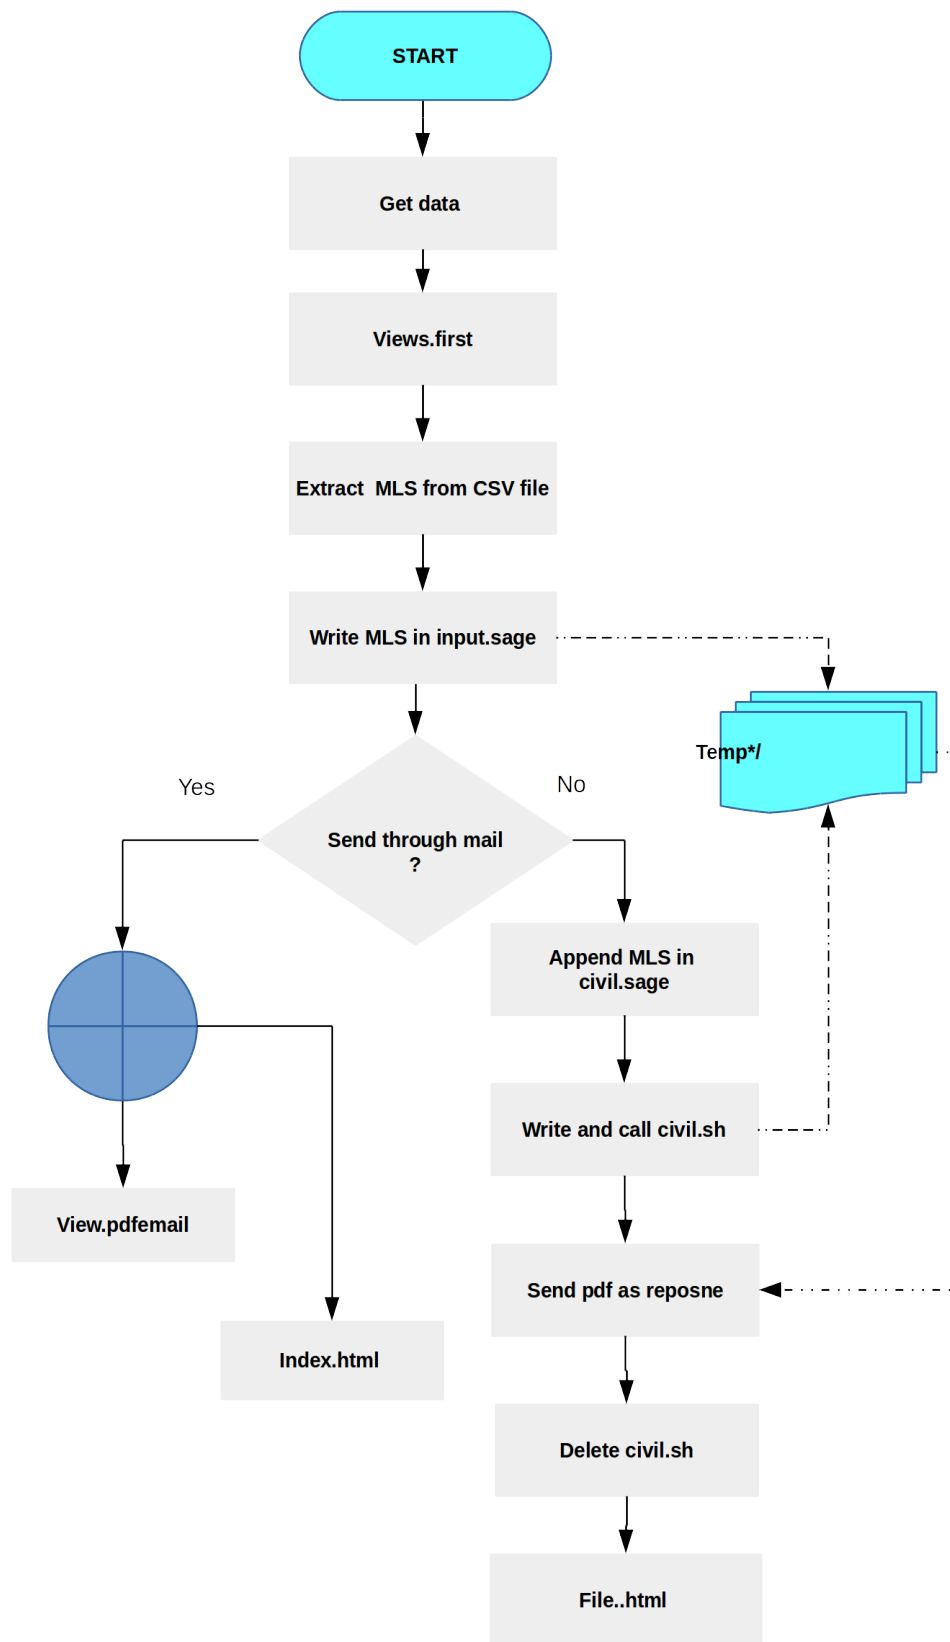 START
Get data
Views.first
Extract  MLS from CSV file
Write MLS in input.sage
Temp*/
Yes
No
Send through mail
?
Append MLS in
civil.sage
Write and call civil.sh
View.pdfemail
Send pdf as reposne
Index.html
Delete civil.sh
File..html